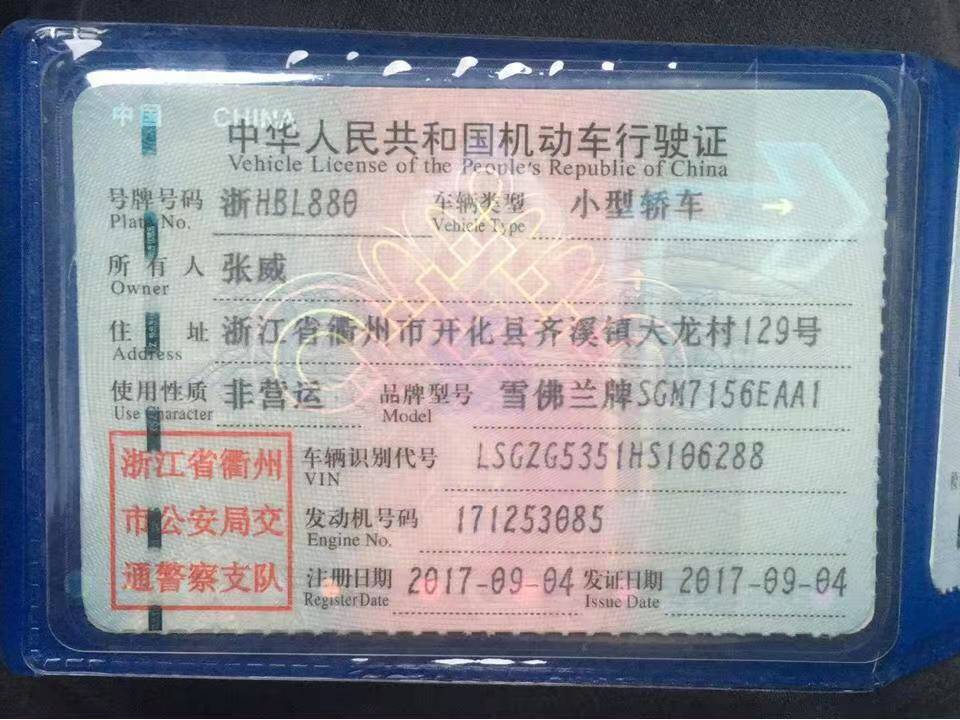 中国 CHINA
中华人民共和国机动车行驶证
Vehicle License of the People's Republic of China
号牌号码 浙HBL880 车辆类型 小型轿车
Plate No. Vehicle Type
所有人 张威
Owner
住址 浙江省衢州市开化县齐溪镇大龙村129号
Address
使用性质 非营运 品牌型号 雪佛兰牌SGM7156EAA1
Use Character Model
浙江省衢州
市公安局交
通警察支队
车辆识别代号 LSGZG5351HS106288
VIN
发动机号码 171253085
Engine No.
注册日期 2017-09-04 发证日期 2017-09-04
Register Date Issue Date